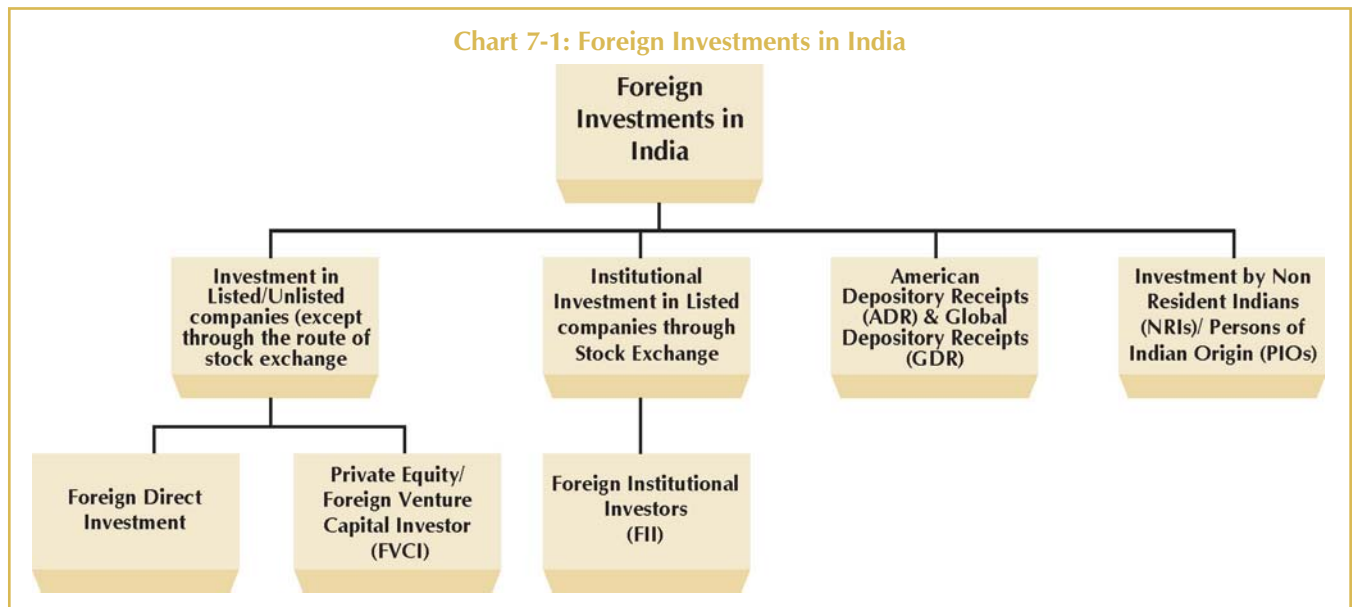 Chart 7-1: Foreign Investments in India
Foreign
Investments in
India
Investment in
Listed/Unlisted
companies (except
through the route of
stock exchange
Institutional
Investment in Listed
companies through
Stock Exchange
American
Depository Receipts
(ADR) & Global
Depository Receipts
(GDR)
Investment by Non
Resident Indians
(NRIs)/ Persons of
Indian Origin (PIOs)
Foreign Direct
Investment
Private Equity/
Foreign Venture
Capital Investor
(FVCI)
Foreign Institutional
Investors
(FII)